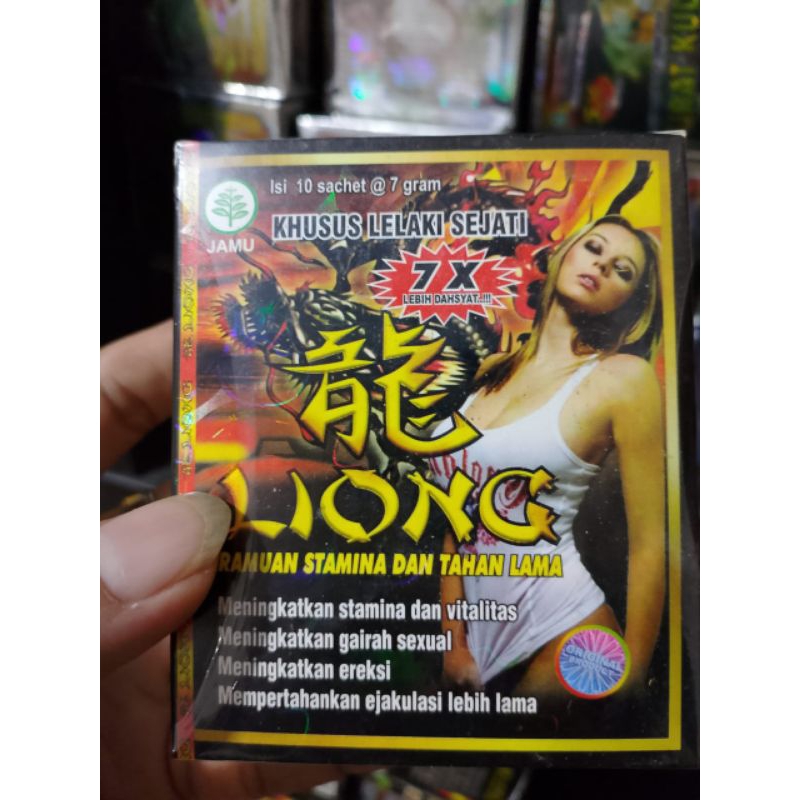 Isi 10 sachet @ 7 gram
JAMU
KHUSUS LELAKI SEJATI
7 X
LEBIH DAHSYAT..!!!
龍
LIONG
RAMUAN STAMINA DAN TAHAN LAMA
Meningkatkan stamina dan vitalitas
Meningkatkan gairah sexual
Meningkatkan ereksi
Mempertahankan ejakulasi lebih lama
ORIGINAL